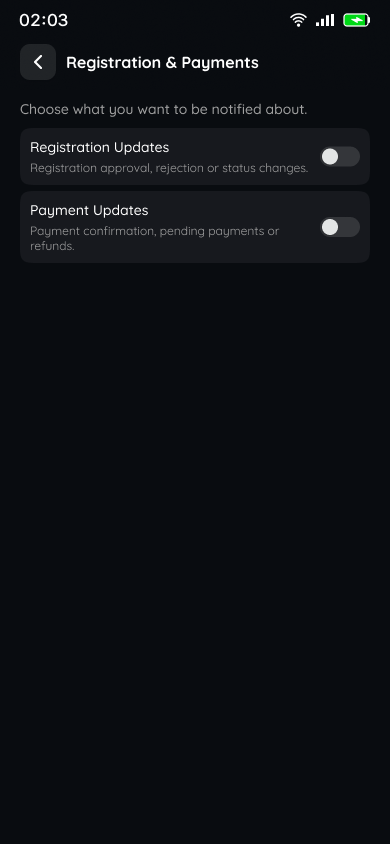 02:03
Registration & Payments
Choose what you want to be notified about.
Registration Updates
Registration approval, rejection or status changes.
Payment Updates
Payment confirmation, pending payments or
refunds.